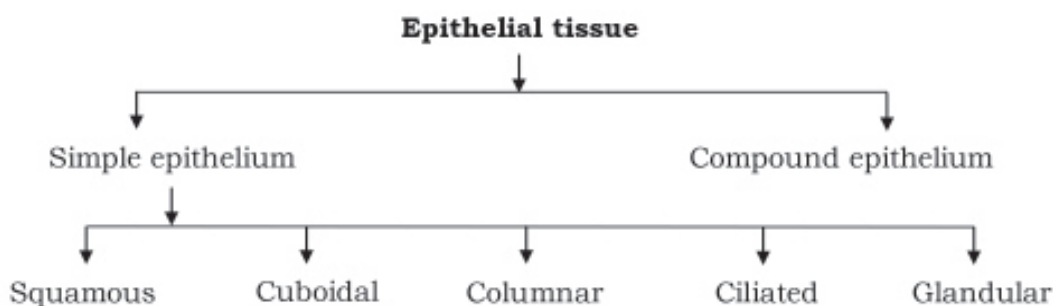 Epithelial tissue
Simple epithelium Compound epithelium
Squamous Cuboidal Columnar Ciliated Glandular